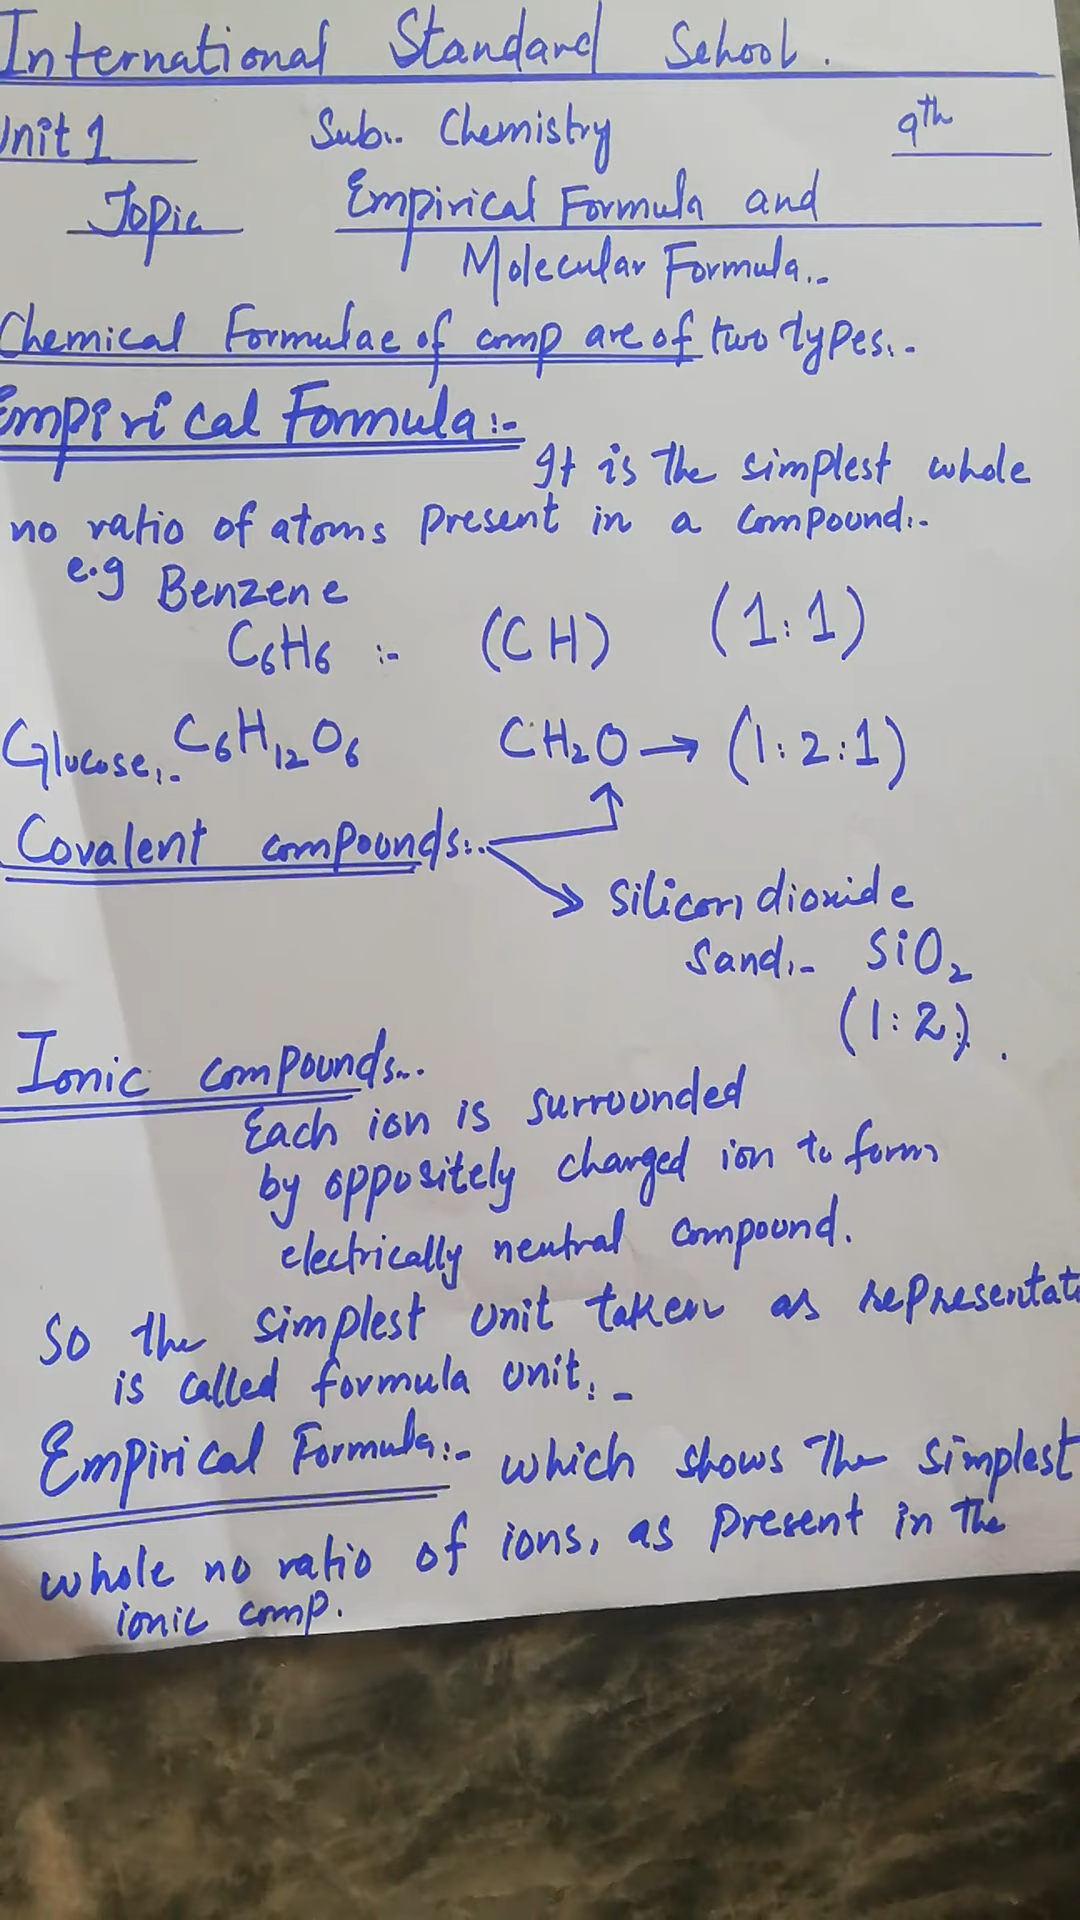 International Standard School.
Unit 1 Sub:. Chemistry 9th
Topic Empirical Formula and
Molecular Formula:-
Chemical Formulae of comp are of two types:-
Empirical Formula:-
It is the simplest whole
no ratio of atoms present in a compound:-
e.g Benzene
C₆H₆ :- (CH) (1:1)
Glucose:- C₆H₁₂O₆ CH₂O → (1:2:1)
Covalent compounds:-
Silicon dioxide
Sand:- SiO₂
(1:2).
Ionic compounds:-
Each ion is surrounded
by oppositely charged ion to form
electrically neutral compound.
So the simplest unit taken as representati
is called formula unit:-
Empirical Formula:- which shows the simplest
whole no ratio of ions, as present in the
ionic comp.